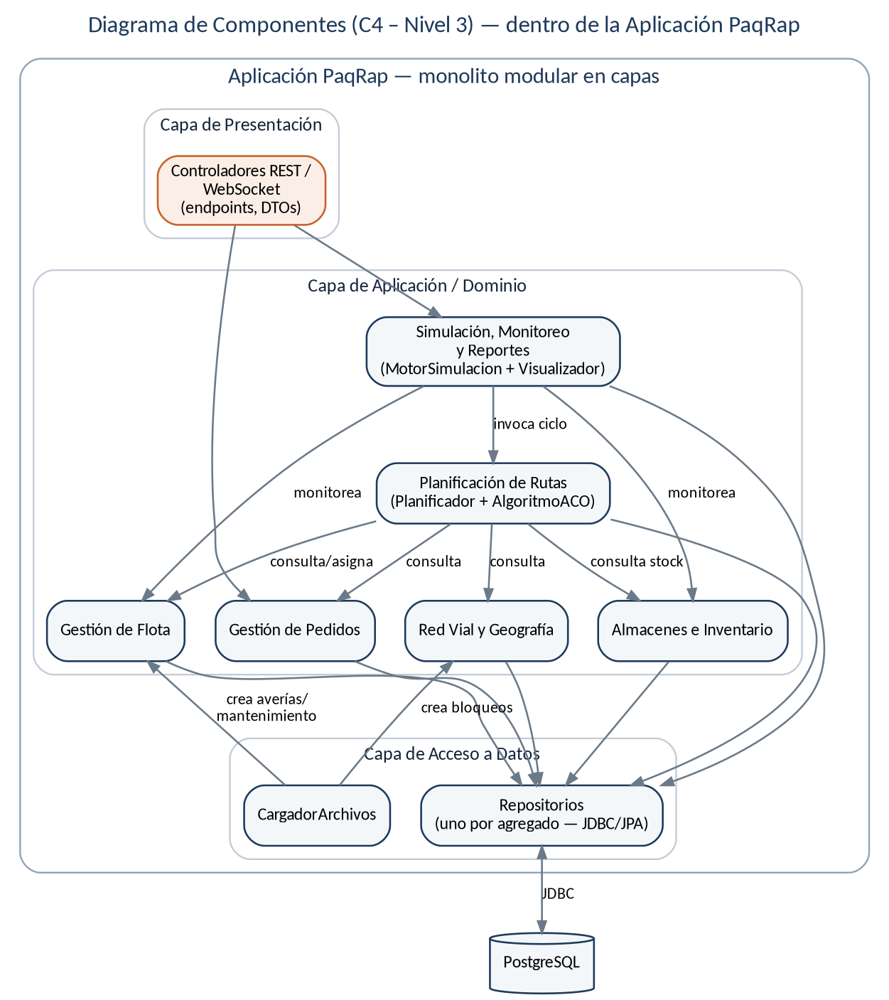 Diagrama de Componentes (C4 – Nivel 3) — dentro de la Aplicación PaqRap
Aplicación PaqRap — monolito modular en capas
Capa de Presentación
Controladores REST /
WebSocket
(endpoints, DTOs)
Capa de Aplicación / Dominio
Simulación, Monitoreo
y Reportes
(MotorSimulacion + Visualizador)
invoca ciclo
Planificación de Rutas
(Planificador + AlgoritmoACO)
monitorea
monitorea
consulta/asigna
consulta
consulta
consulta stock
Gestión de Flota
Gestión de Pedidos
Red Vial y Geografía
Almacenes e Inventario
crea averías/
mantenimiento
crea bloqueos
Capa de Acceso a Datos
CargadorArchivos
Repositorios
(uno por agregado — JDBC/JPA)
JDBC
PostgreSQL